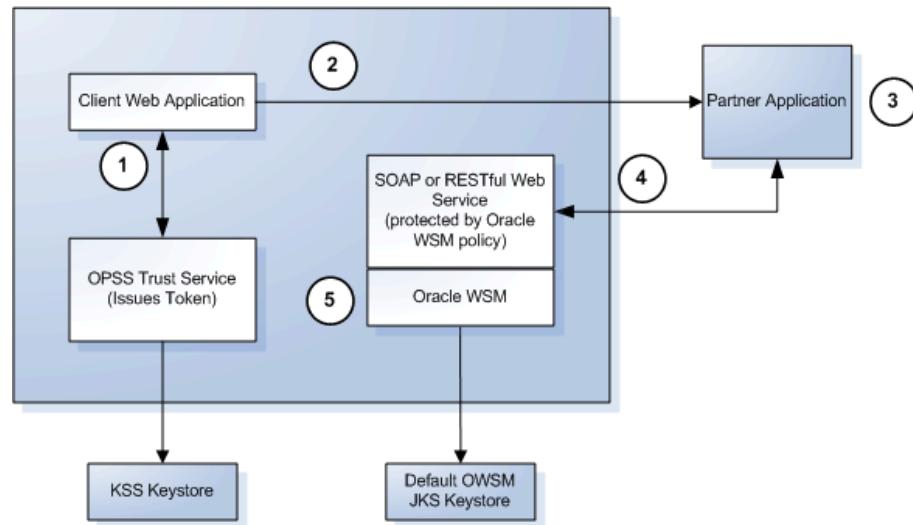 2
Client Web Application
Partner Application
3
1
SOAP or RESTful Web
Service
(protected by Oracle
WSM policy)
4
OPSS Trust Service
(Issues Token)
5
Oracle WSM
KSS Keystore
Default OWSM
JKS Keystore